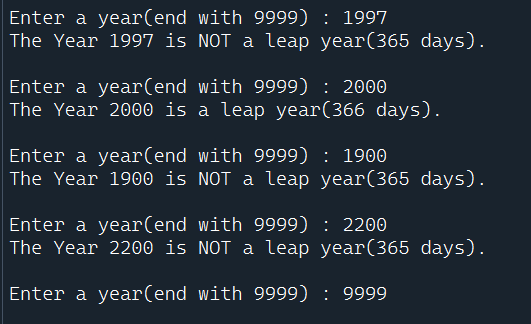 Enter a year(end with 9999) : 1997
The Year 1997 is NOT a leap year(365 days).
Enter a year(end with 9999) : 2000
The Year 2000 is a leap year(366 days).
Enter a year(end with 9999) : 1900
The Year 1900 is NOT a leap year(365 days).
Enter a year(end with 9999) : 2200
The Year 2200 is NOT a leap year(365 days).
Enter a year(end with 9999) : 9999